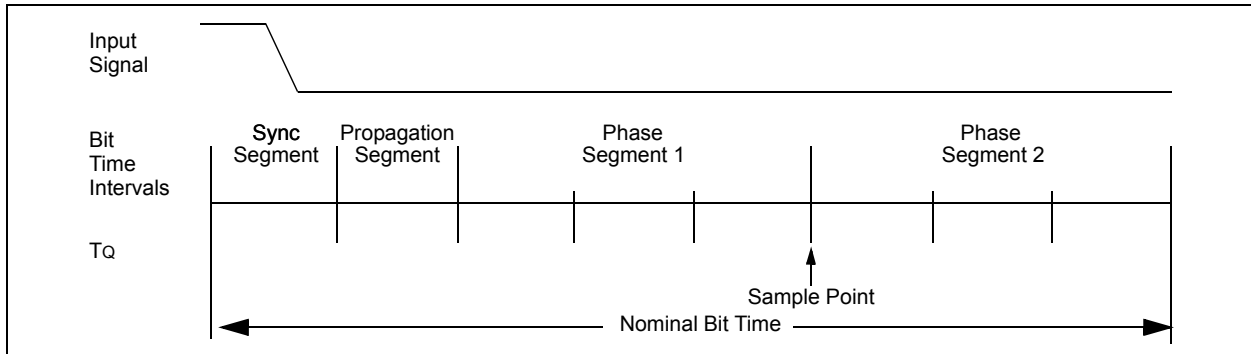 Input
Signal
Bit
Time
Intervals
Sync
Segment
Propagation
Segment
Phase
Segment 1
Phase
Segment 2
TQ
Sample Point
Nominal Bit Time